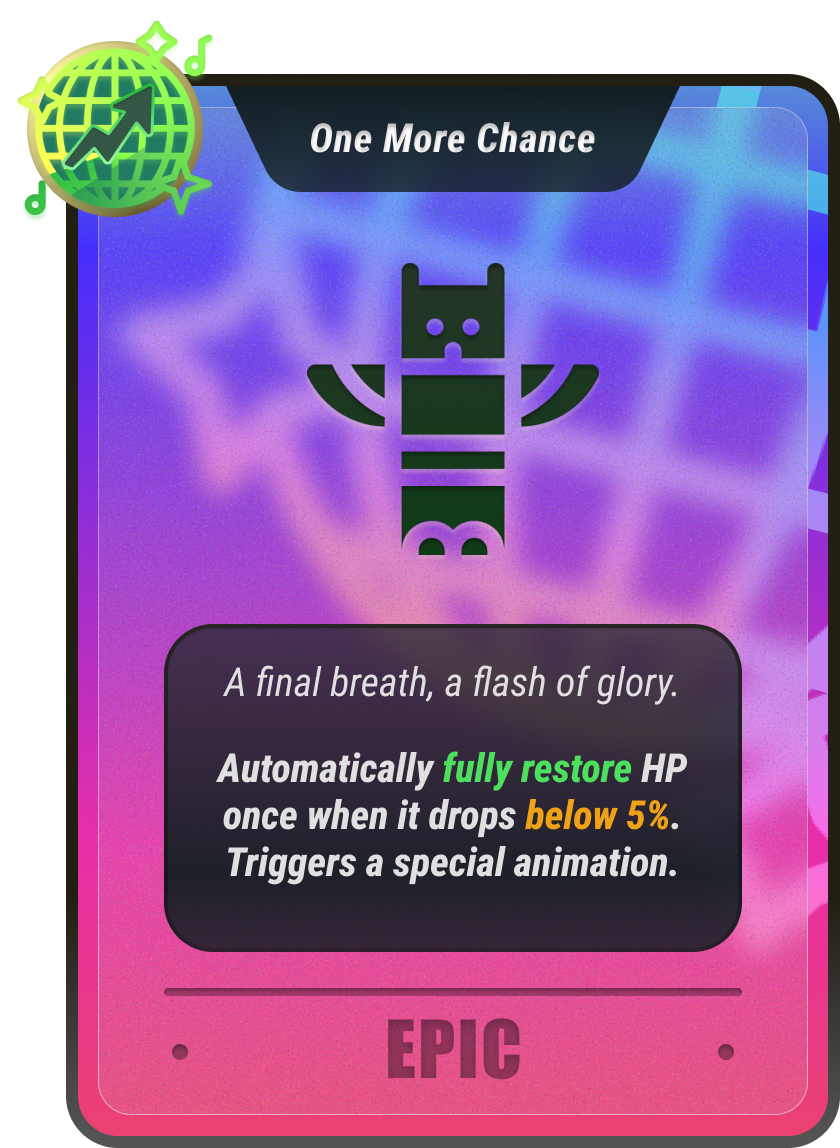 One More Chance
A final breath, a flash of glory.
Automatically fully restore HP
once when it drops below 5%.
Triggers a special animation.
EPIC